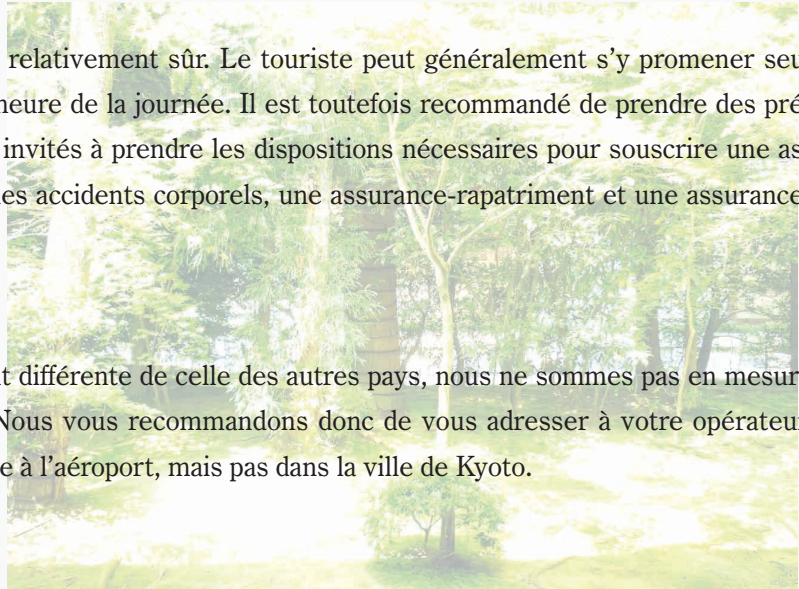 relativement sûr. Le touriste peut généralement s'y promener seu
heure de la journée. Il est toutefois recommandé de prendre des pré
invités à prendre les dispositions nécessaires pour souscrire une as
es accidents corporels, une assurance-rapatriment et une assurance
t différente de celle des autres pays, nous ne sommes pas en mesur
Nous vous recommandons donc de vous adresser à votre opérateu
e à l'aéroport, mais pas dans la ville de Kyoto.